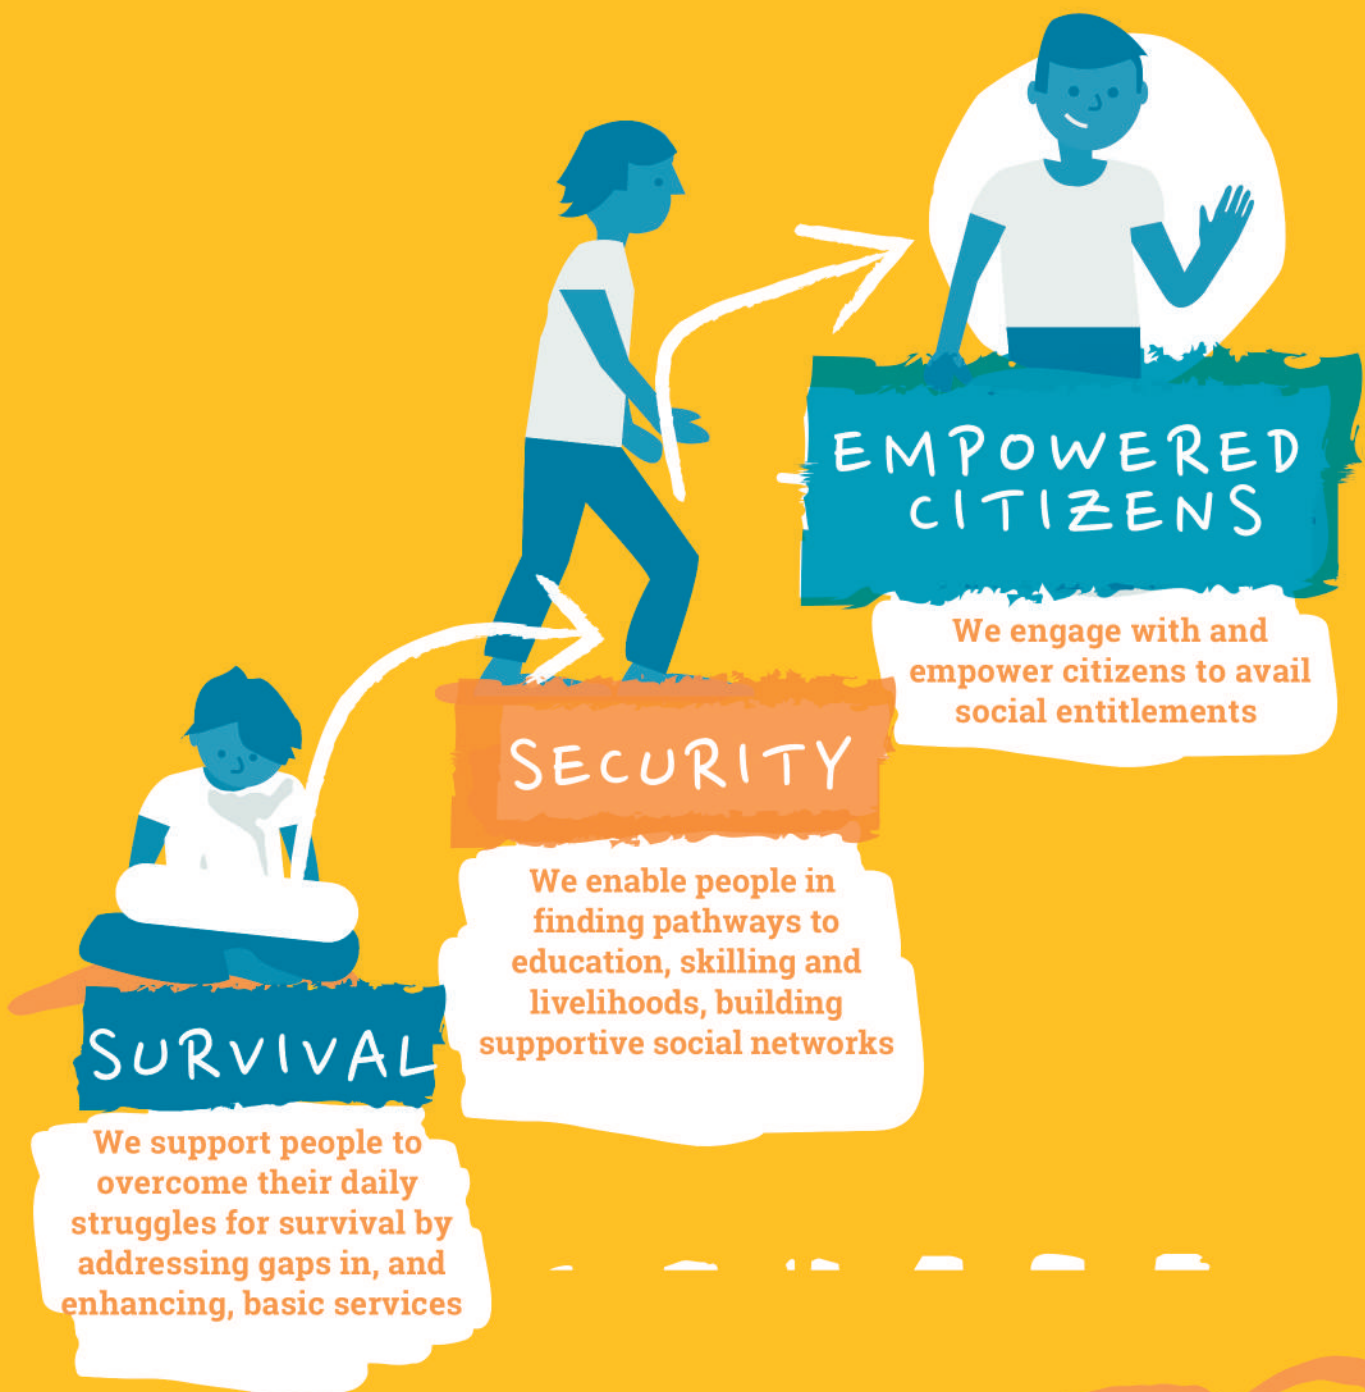 EMPOWERED
CITIZENS
We engage with and
empower citizens to avail
social entitlements
SECURITY
We enable people in
finding pathways to
education, skilling and
livelihoods, building
supportive social networks
SURVIVAL
We support people to
overcome their daily
struggles for survival by
addressing gaps in, and
enhancing, basic services